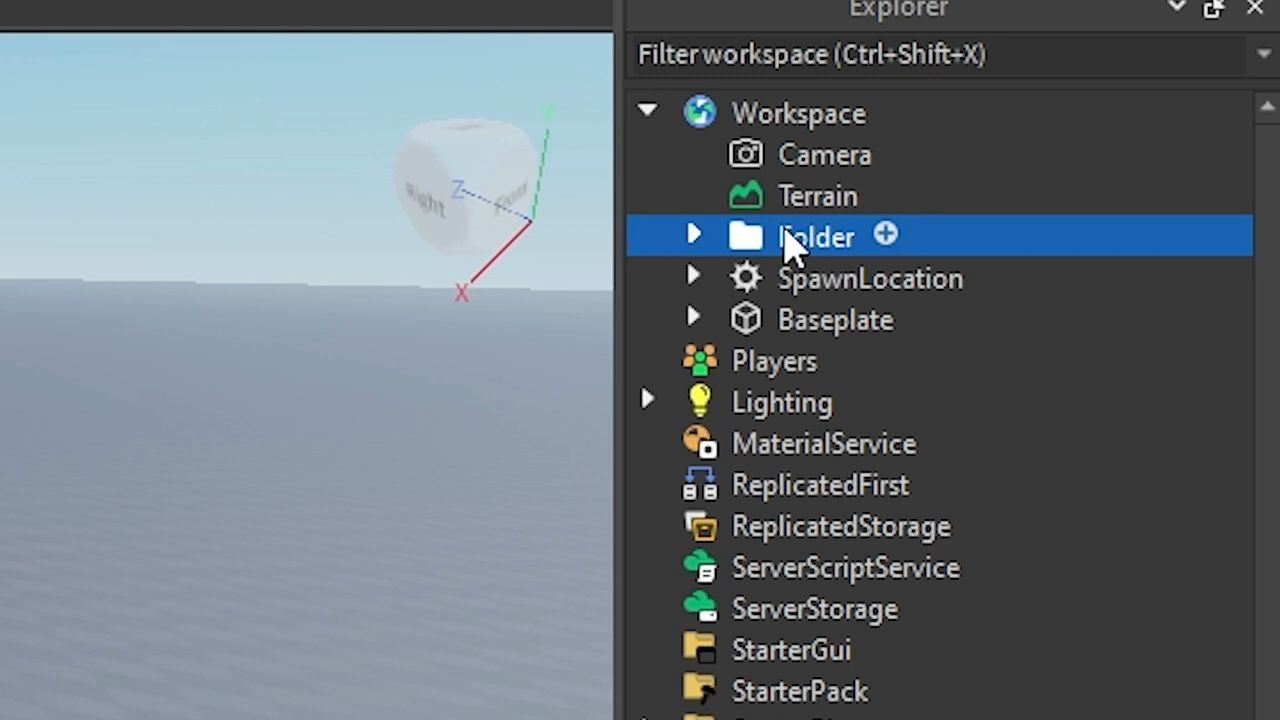 Explorer
Filter workspace (Ctrl+Shift+X)
Workspace
Camera
Terrain
Folder
SpawnLocation
Baseplate
Players
Lighting
MaterialService
ReplicatedFirst
ReplicatedStorage
ServerScriptService
ServerStorage
StarterGui
StarterPack
Right
Z
X